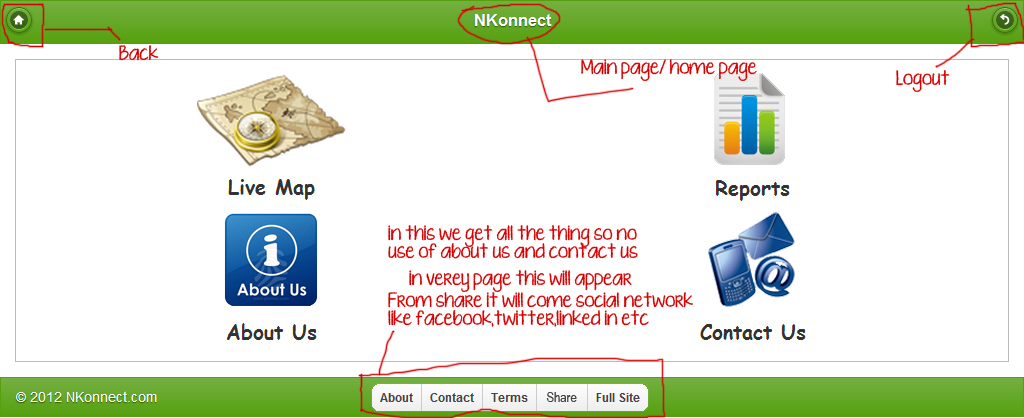 NKonnect
Back
Main page/ home page
Logout
Live Map
Reports
in this we get all the thing so no
use of about us and contact us
in verey page this will appear
From share it will come social network
like facebook,twitter,linked in etc
About Us
About Us
Contact Us
© 2012 NKonnect.com
About
Contact
Terms
Share
Full Site